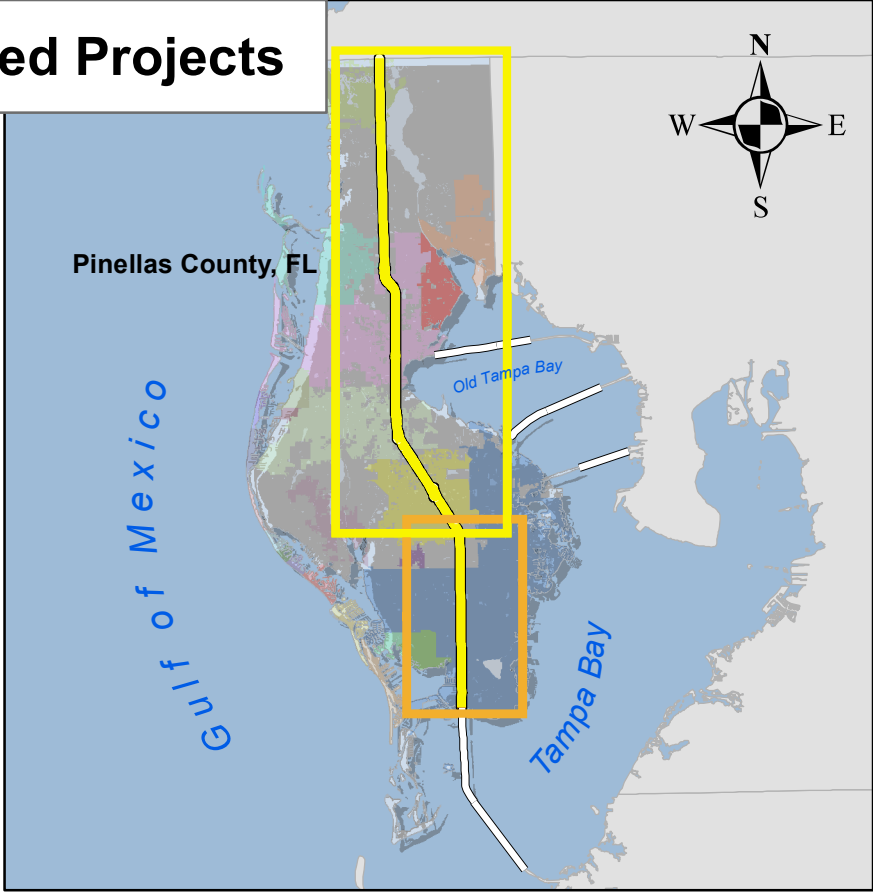 ed Projects
N
W
E
S
Pinellas County, FL
Old Tampa Bay
Gulf of Mexico
Tampa Bay